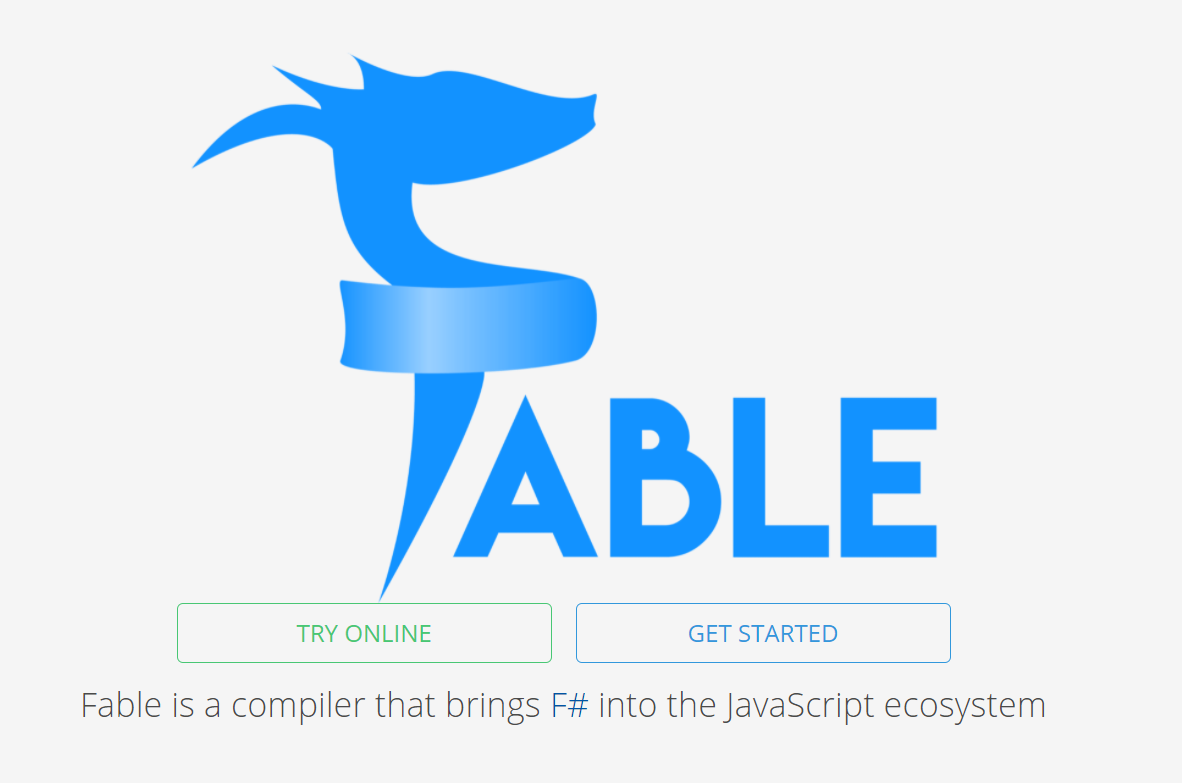 FABLE
TRY ONLINE
GET STARTED
Fable is a compiler that brings F# into the JavaScript ecosystem